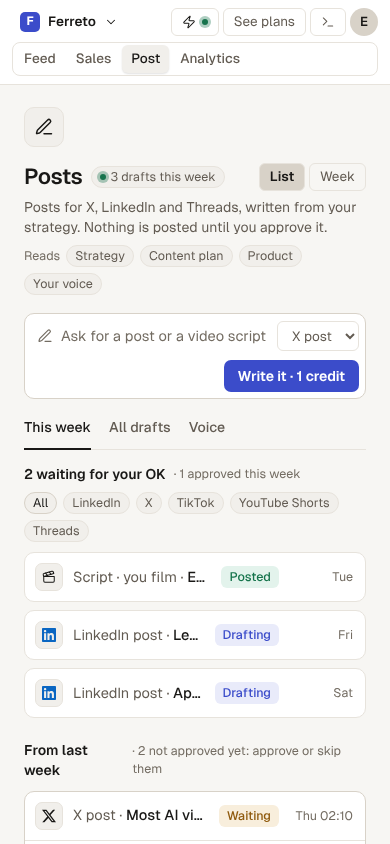 F Ferreto See plans E
Feed Sales Post Analytics
Posts 3 drafts this week List Week
Posts for X, LinkedIn and Threads, written from your
strategy. Nothing is posted until you approve it.
Reads Strategy Content plan Product
Your voice
Ask for a post or a video script X post
Write it · 1 credit
This week All drafts Voice
2 waiting for your OK · 1 approved this week
All LinkedIn X TikTok YouTube Shorts
Threads
Script · you film · E... Posted Tue
LinkedIn post · Le... Drafting Fri
LinkedIn post · Ap... Drafting Sat
From last · 2 not approved yet: approve or skip
week them
X post · Most AI vi... Waiting Thu 02:10